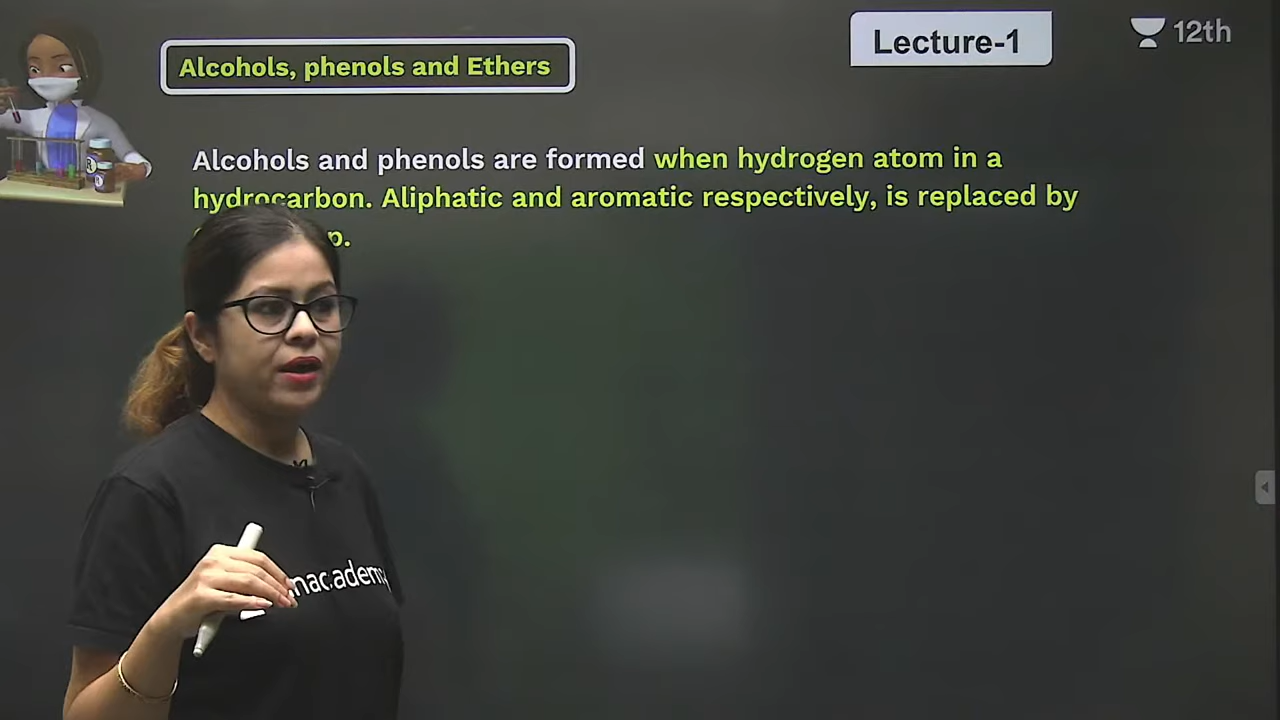 Lecture-1
12th
Alcohols, phenols and Ethers
Alcohols and phenols are formed when hydrogen atom in a
hydrocarbon. Aliphatic and aromatic respectively, is replaced by